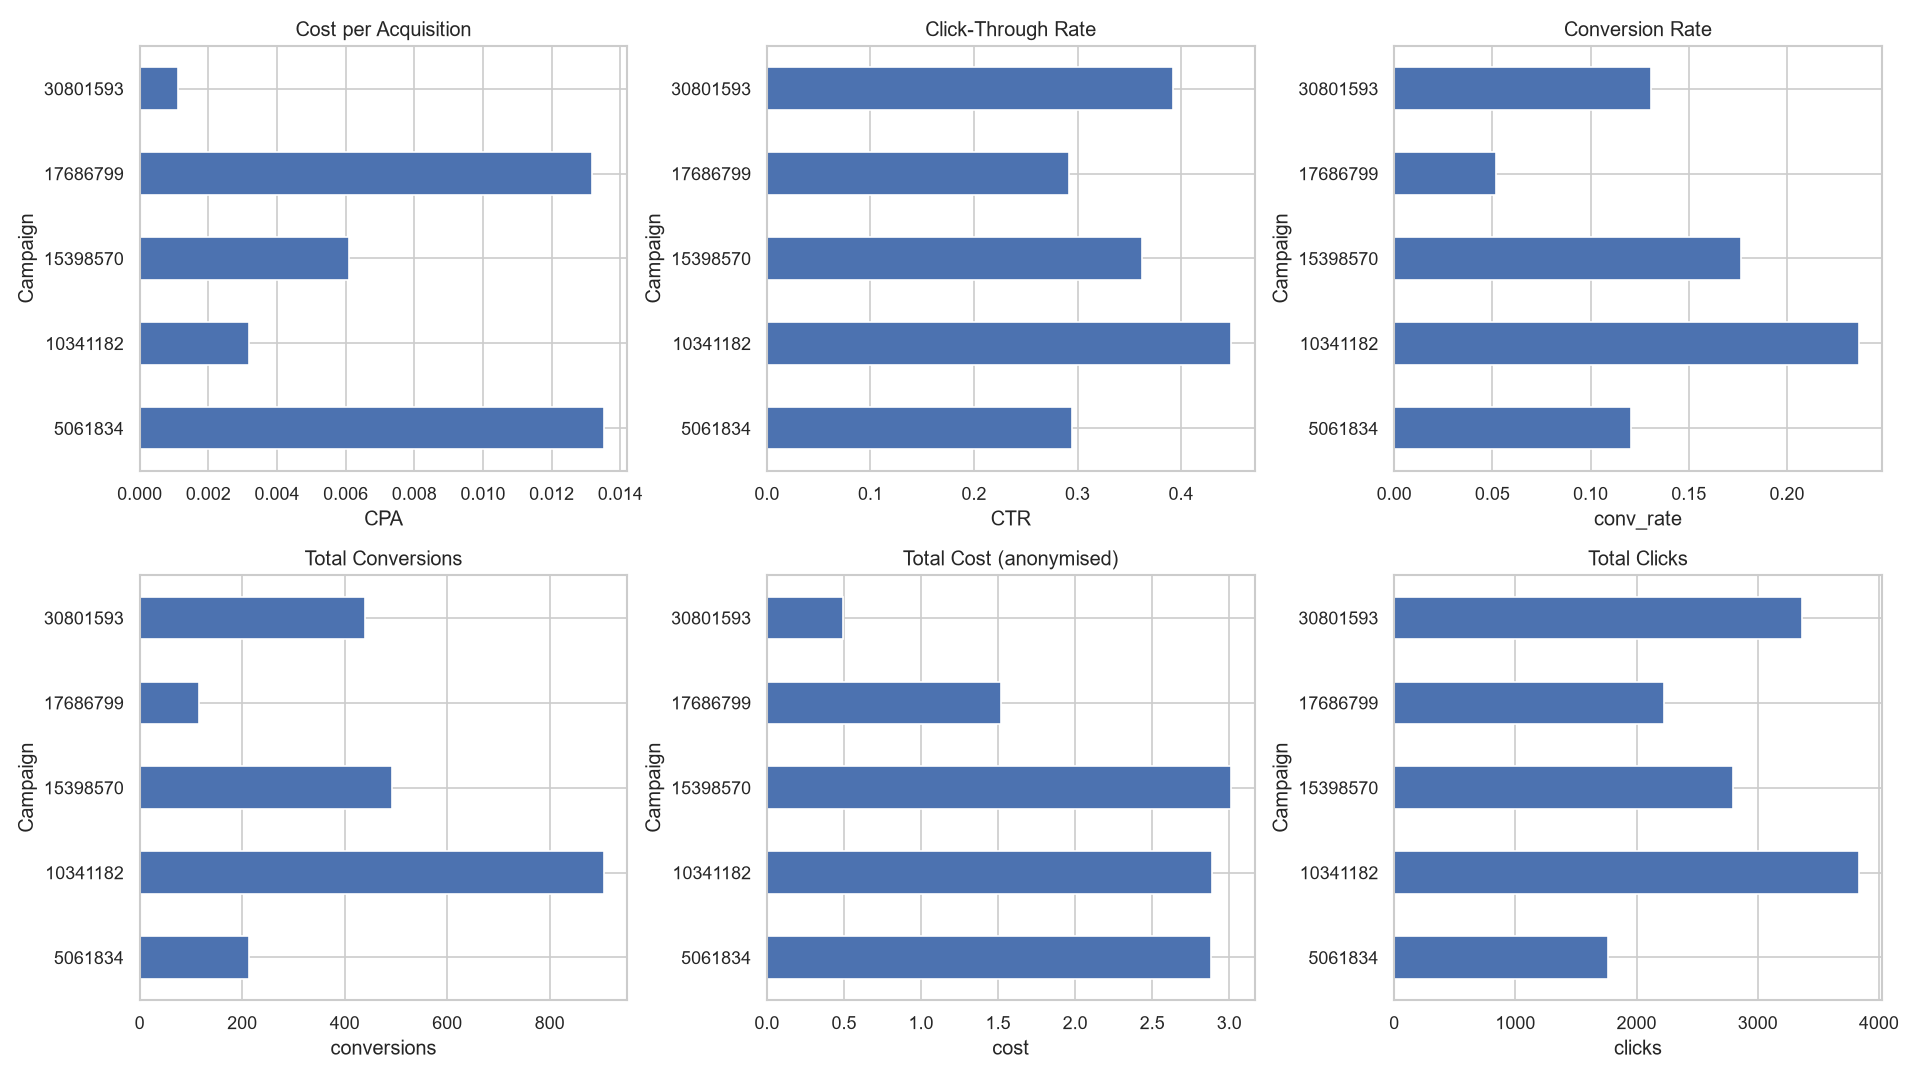 Cost per Acquisition
Campaign
30801593
17686799
15398570
10341182
5061834
0.000 0.002 0.004 0.006 0.008 0.010 0.012 0.014
CPA
Click-Through Rate
Campaign
30801593
17686799
15398570
10341182
5061834
0.0 0.1 0.2 0.3 0.4
CTR
Conversion Rate
Campaign
30801593
17686799
15398570
10341182
5061834
0.00 0.05 0.10 0.15 0.20
conv_rate
Total Conversions
Campaign
30801593
17686799
15398570
10341182
5061834
0 200 400 600 800
conversions
Total Cost (anonymised)
Campaign
30801593
17686799
15398570
10341182
5061834
0.0 0.5 1.0 1.5 2.0 2.5 3.0
cost
Total Clicks
Campaign
30801593
17686799
15398570
10341182
5061834
0 1000 2000 3000 4000
clicks